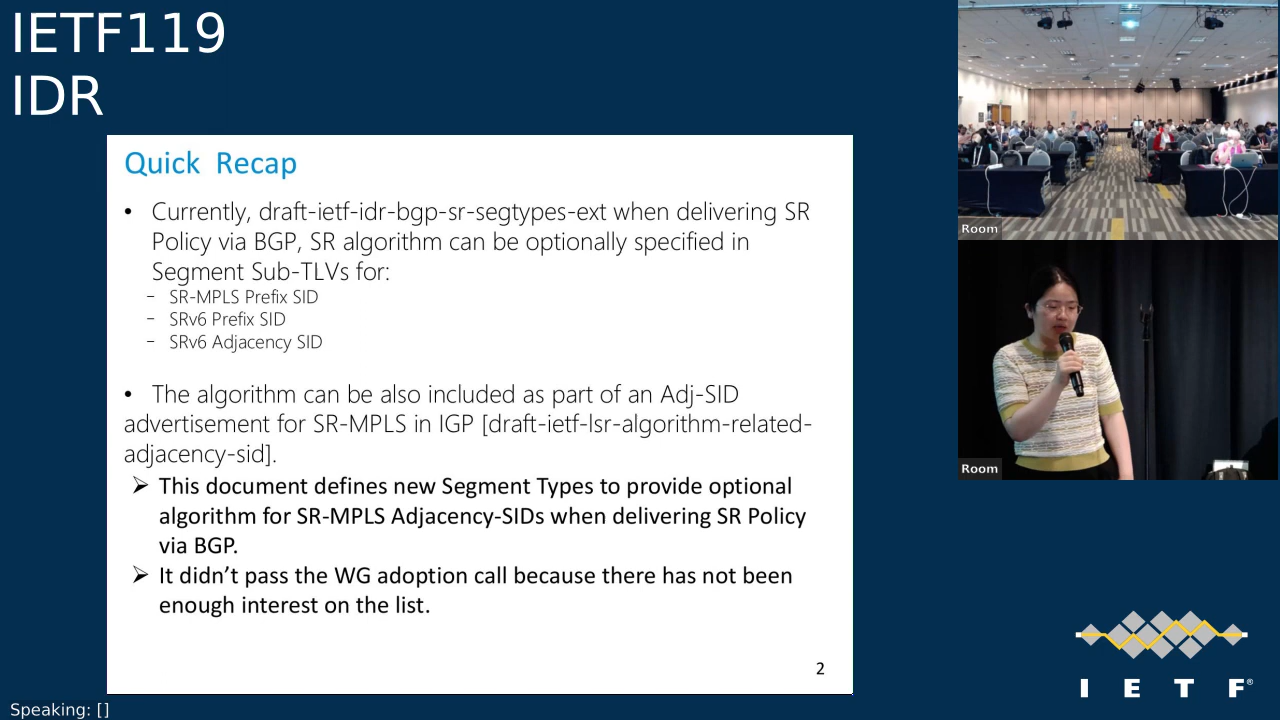 IETF119
IDR
Quick Recap
• Currently, draft-ietf-idr-bgp-sr-segtypes-ext when delivering SR
Policy via BGP, SR algorithm can be optionally specified in
Segment Sub-TLVs for:
− SR-MPLS Prefix SID
− SRv6 Prefix SID
− SRv6 Adjacency SID
• The algorithm can be also included as part of an Adj-SID
advertisement for SR-MPLS in IGP [draft-ietf-lsr-algorithm-related-
adjacency-sid].
➢ This document defines new Segment Types to provide optional
algorithm for SR-MPLS Adjacency-SIDs when delivering SR Policy
via BGP.
➢ It didn’t pass the WG adoption call because there has not been
enough interest on the list.
2
Room
Room
I E T F®
Speaking: []